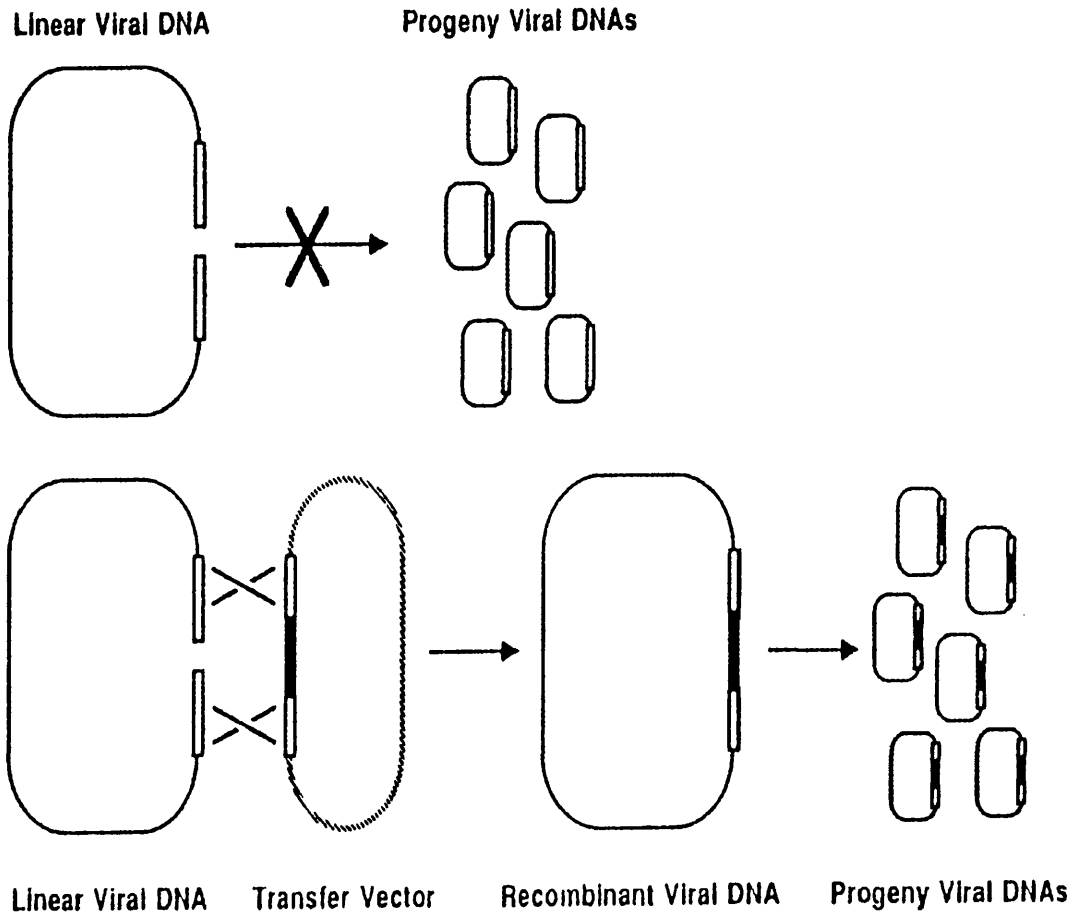 Linear Viral DNA
Progeny Viral DNAs
Linear Viral DNA
Transfer Vector
Recombinant Viral DNA
Progeny Viral DNAs